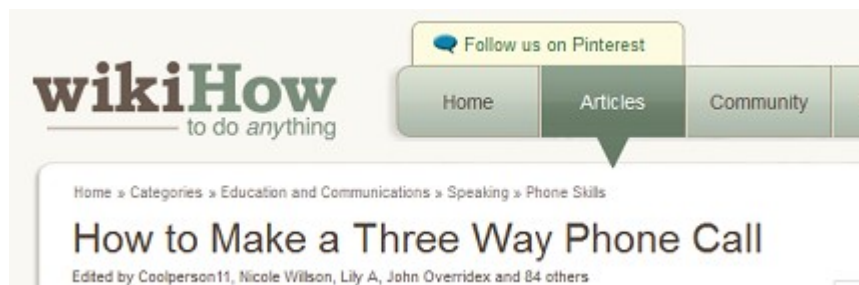 Follow us on Pinterest
wikiHow
to do anything
Home
Articles
Community
Home » Categories » Education and Communications » Speaking » Phone Skills
How to Make a Three Way Phone Call
Edited by Coolperson11, Nicole Willson, Lily A, John Overridex and 84 others